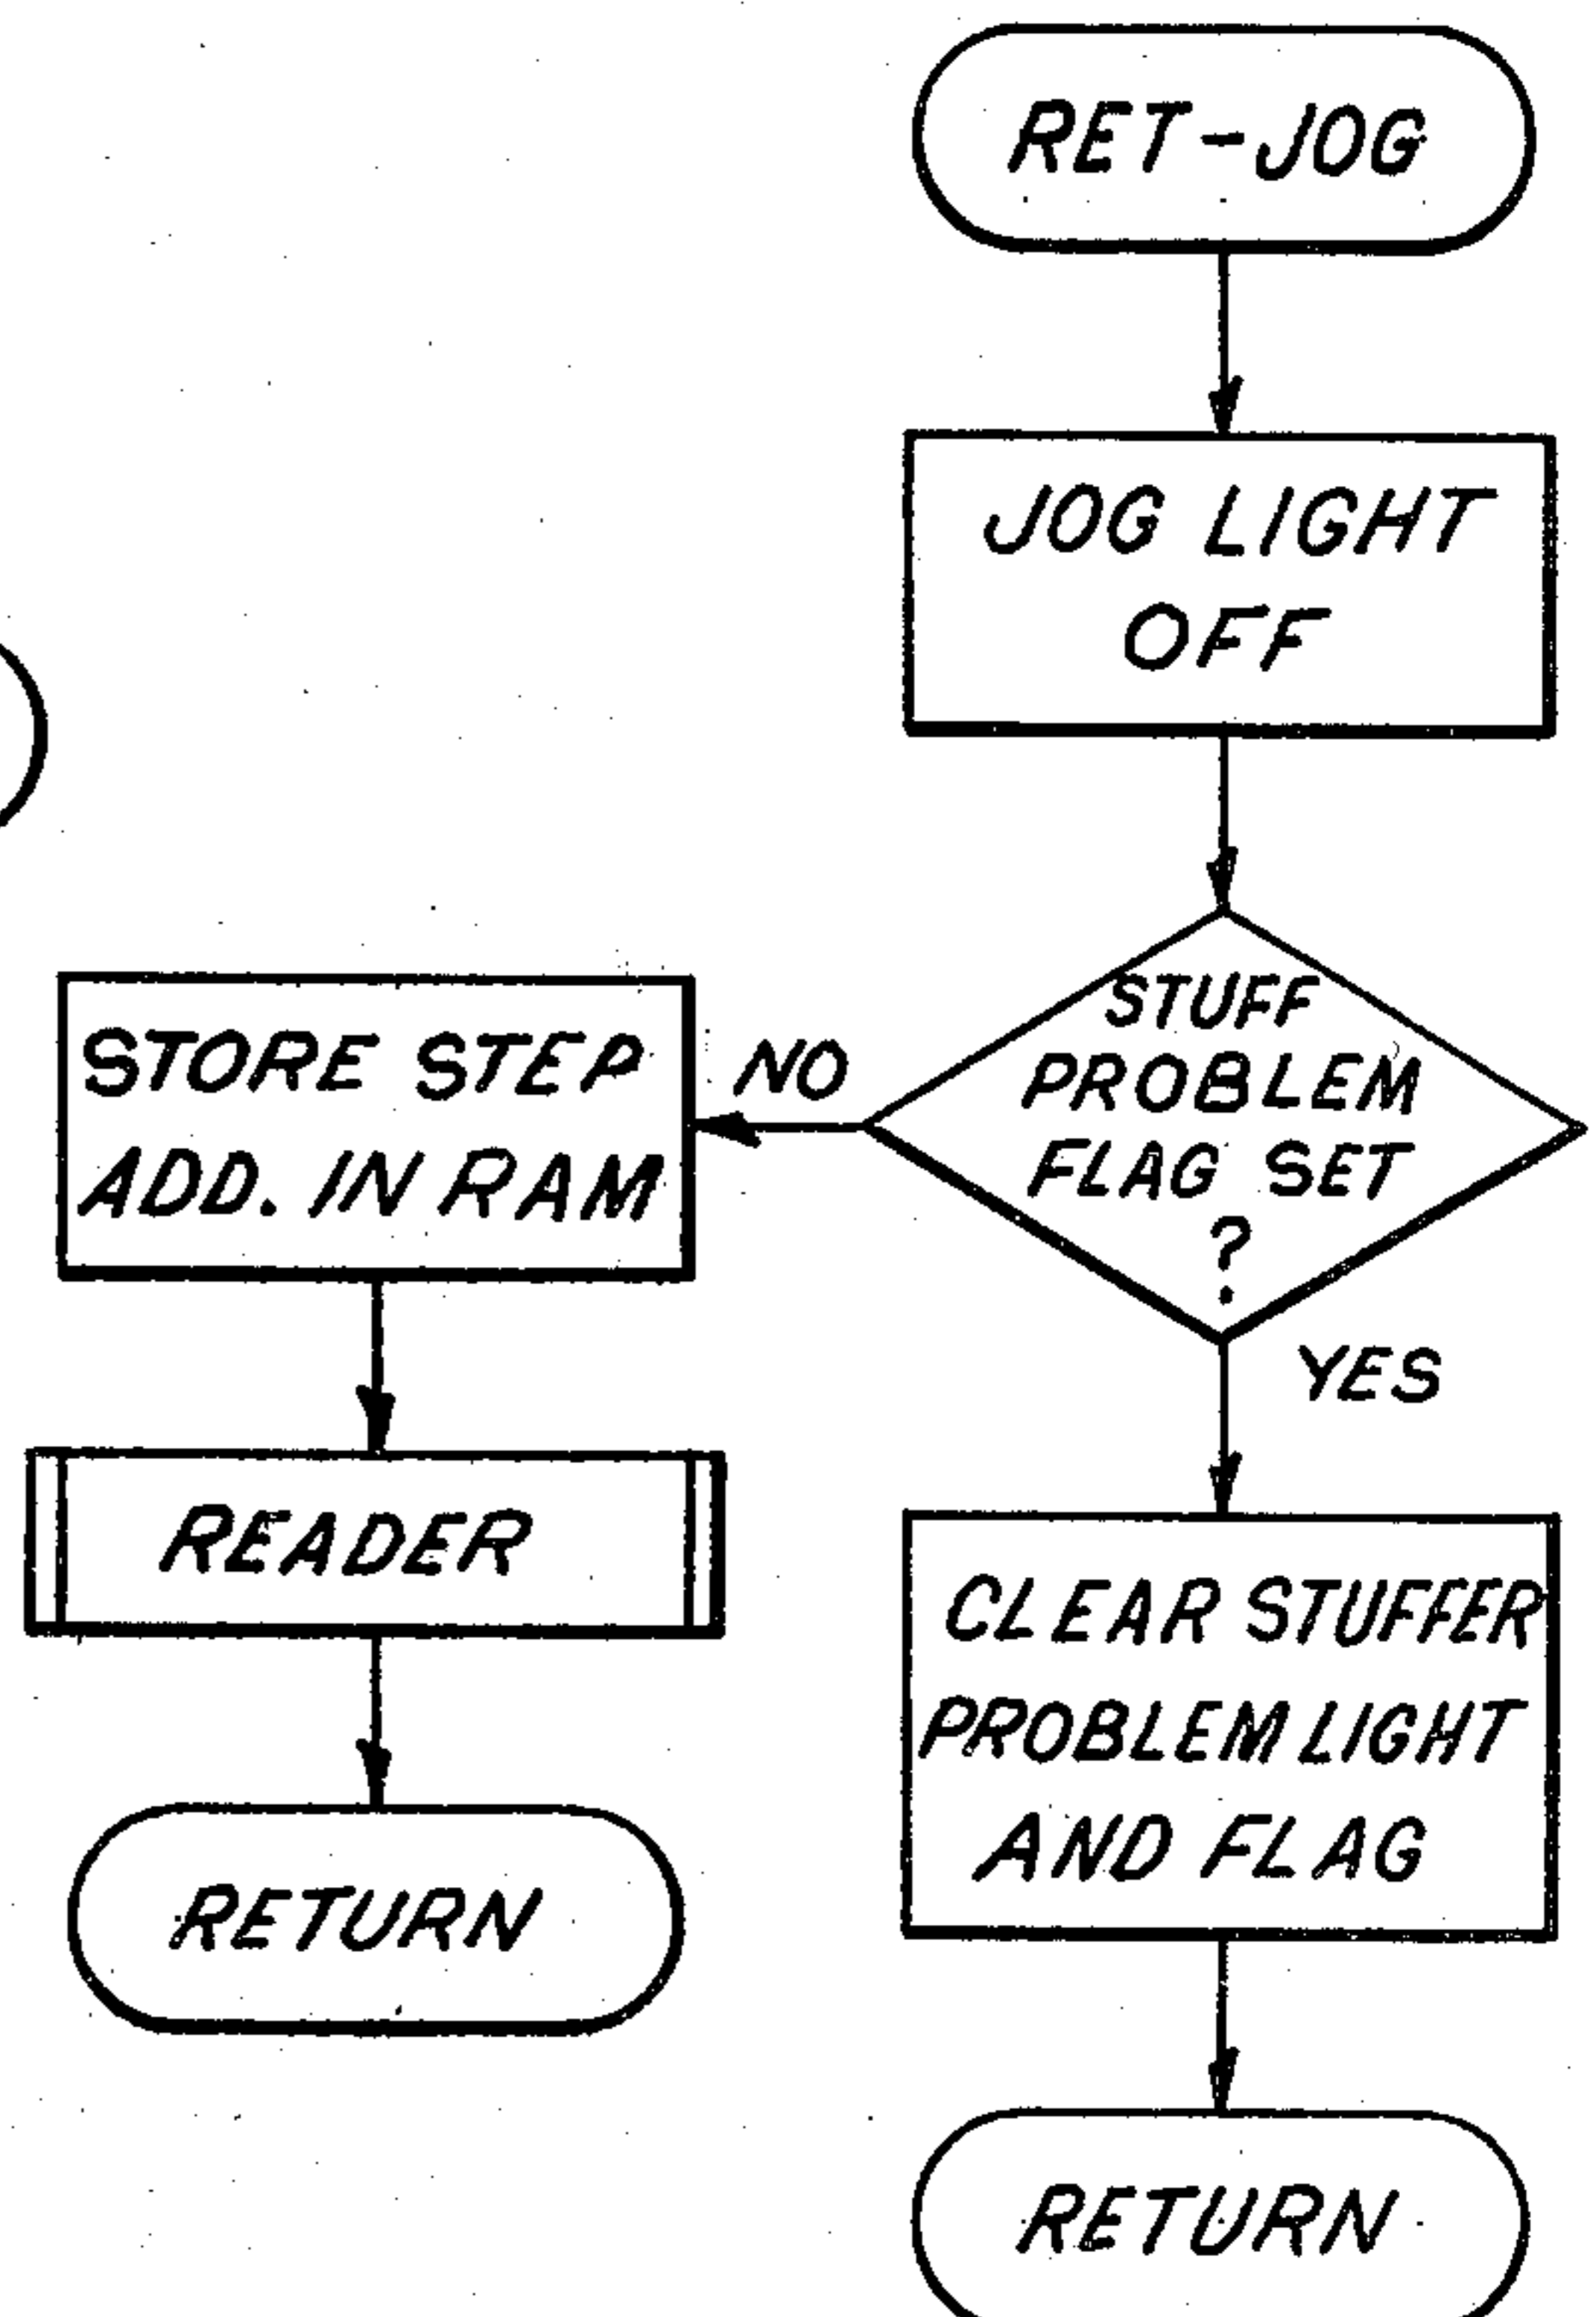 RET-JOG
JOG LIGHT
OFF
STUFF
PROBLEM
FLAG SET
?
NO
YES
STORE STEP
ADD. IN RAM
READER
RETURN
CLEAR STUFFER
PROBLEM LIGHT
AND FLAG
RETURN